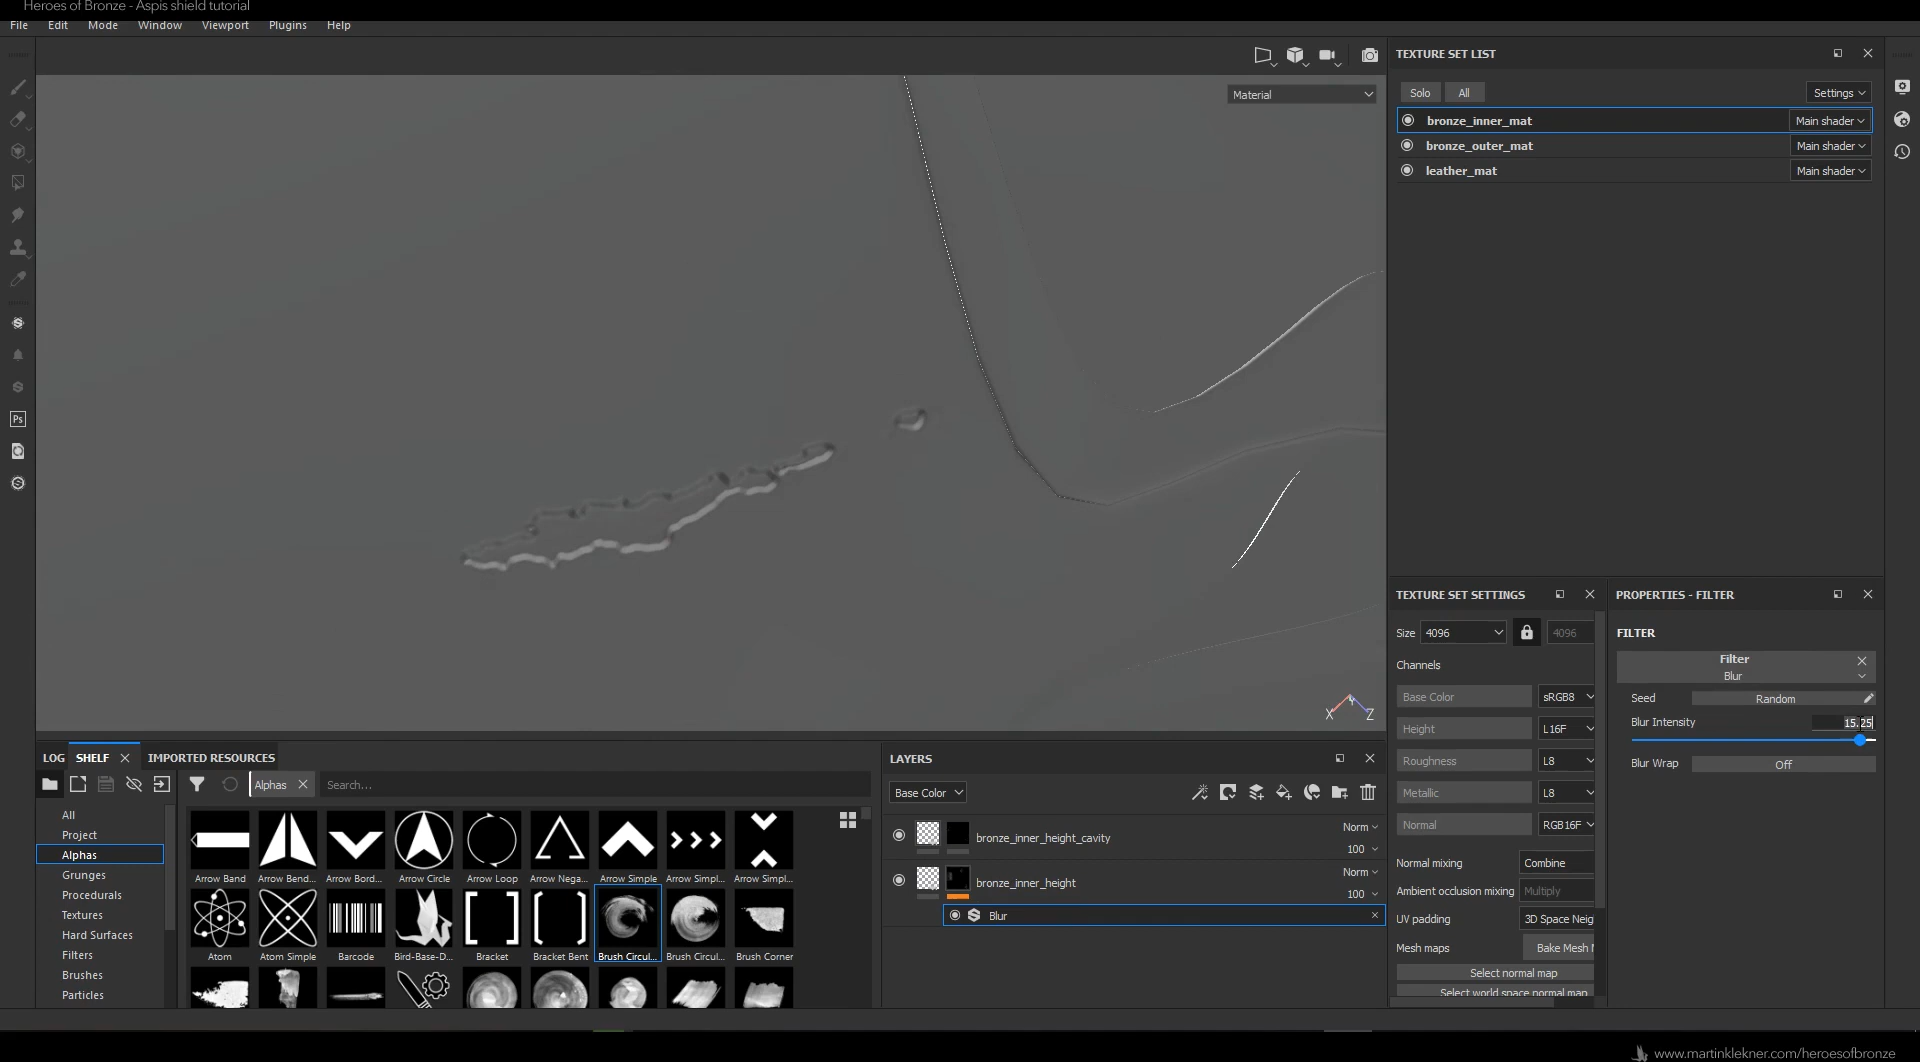 Heroes of Bronze - Aspis shield tutorial
File Edit Mode Window Viewport Plugins Help
Material
X Y Z
TEXTURE SET LIST
Solo All Settings
bronze_inner_mat Main shader
bronze_outer_mat Main shader
leather_mat Main shader
Ps
TEXTURE SET SETTINGS
Size 4096 4096
Channels
Base Color sRGB8
Height L16F
Roughness L8
Metallic L8
Normal RGB16F
Normal mixing Combine
Ambient occlusion mixing Multiply
UV padding 3D Space Neig
Mesh maps Bake Mesh
Select normal map
Select world space normal map
PROPERTIES - FILTER
FILTER
Filter
Blur
Seed Random
Blur Intensity 15.25
Blur Wrap Off
LOG SHELF IMPORTED RESOURCES
Alphas Search...
All
Project
Alphas
Grunges
Procedurals
Textures
Hard Surfaces
Filters
Brushes
Particles
Arrow Band Arrow Bend... Arrow Bord... Arrow Circle Arrow Loop Arrow Nega... Arrow Simple Arrow Simpl... Arrow Simpl...
Atom Atom Simple Barcode Bird-Base-D... Bracket Bracket Bent Brush Circul... Brush Circul... Brush Corner
LAYERS
Base Color
bronze_inner_height_cavity Norm
100
bronze_inner_height Norm
100
Blur
www.martinklekner.com/heroesofbronze